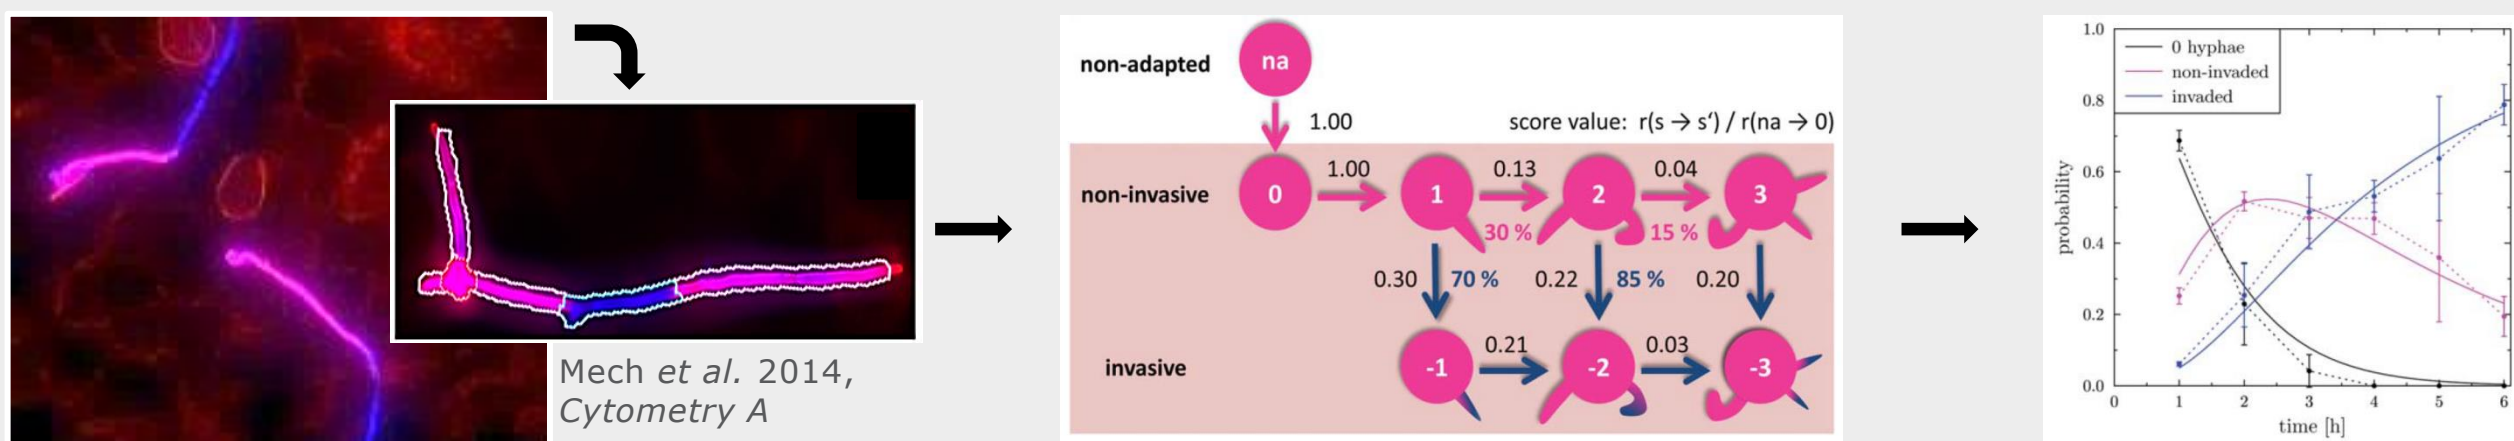 Mech et al. 2014,
Cytometry A
non-adapted
na
1.00
score value: r(s → s‘) / r(na → 0)
non-invasive
0
1.00
1
0.13
2
0.04
3
30 %
15 %
0.30
70 %
0.22
85 %
0.20
invasive
-1
0.21
-2
0.03
-3
0 hyphae
non-invaded
invaded
probability
1.0
0.8
0.6
0.4
0.2
0.0
0
1
2
3
4
5
6
time [h]